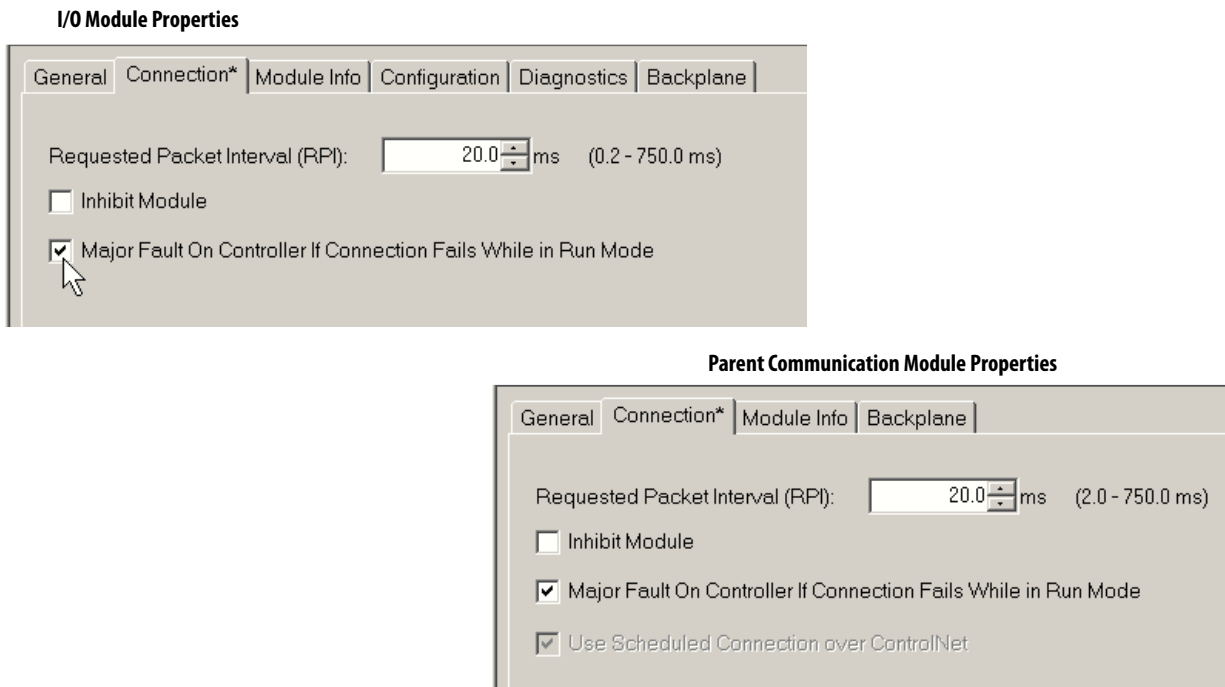 I/O Module Properties
General Connection* Module Info Configuration Diagnostics Backplane
Requested Packet Interval (RPI): 20.0 ms (0.2 - 750.0 ms)
Inhibit Module
Major Fault On Controller If Connection Fails While in Run Mode
Parent Communication Module Properties
General Connection* Module Info Backplane
Requested Packet Interval (RPI): 20.0 ms (2.0 - 750.0 ms)
Inhibit Module
Major Fault On Controller If Connection Fails While in Run Mode
Use Scheduled Connection over ControlNet